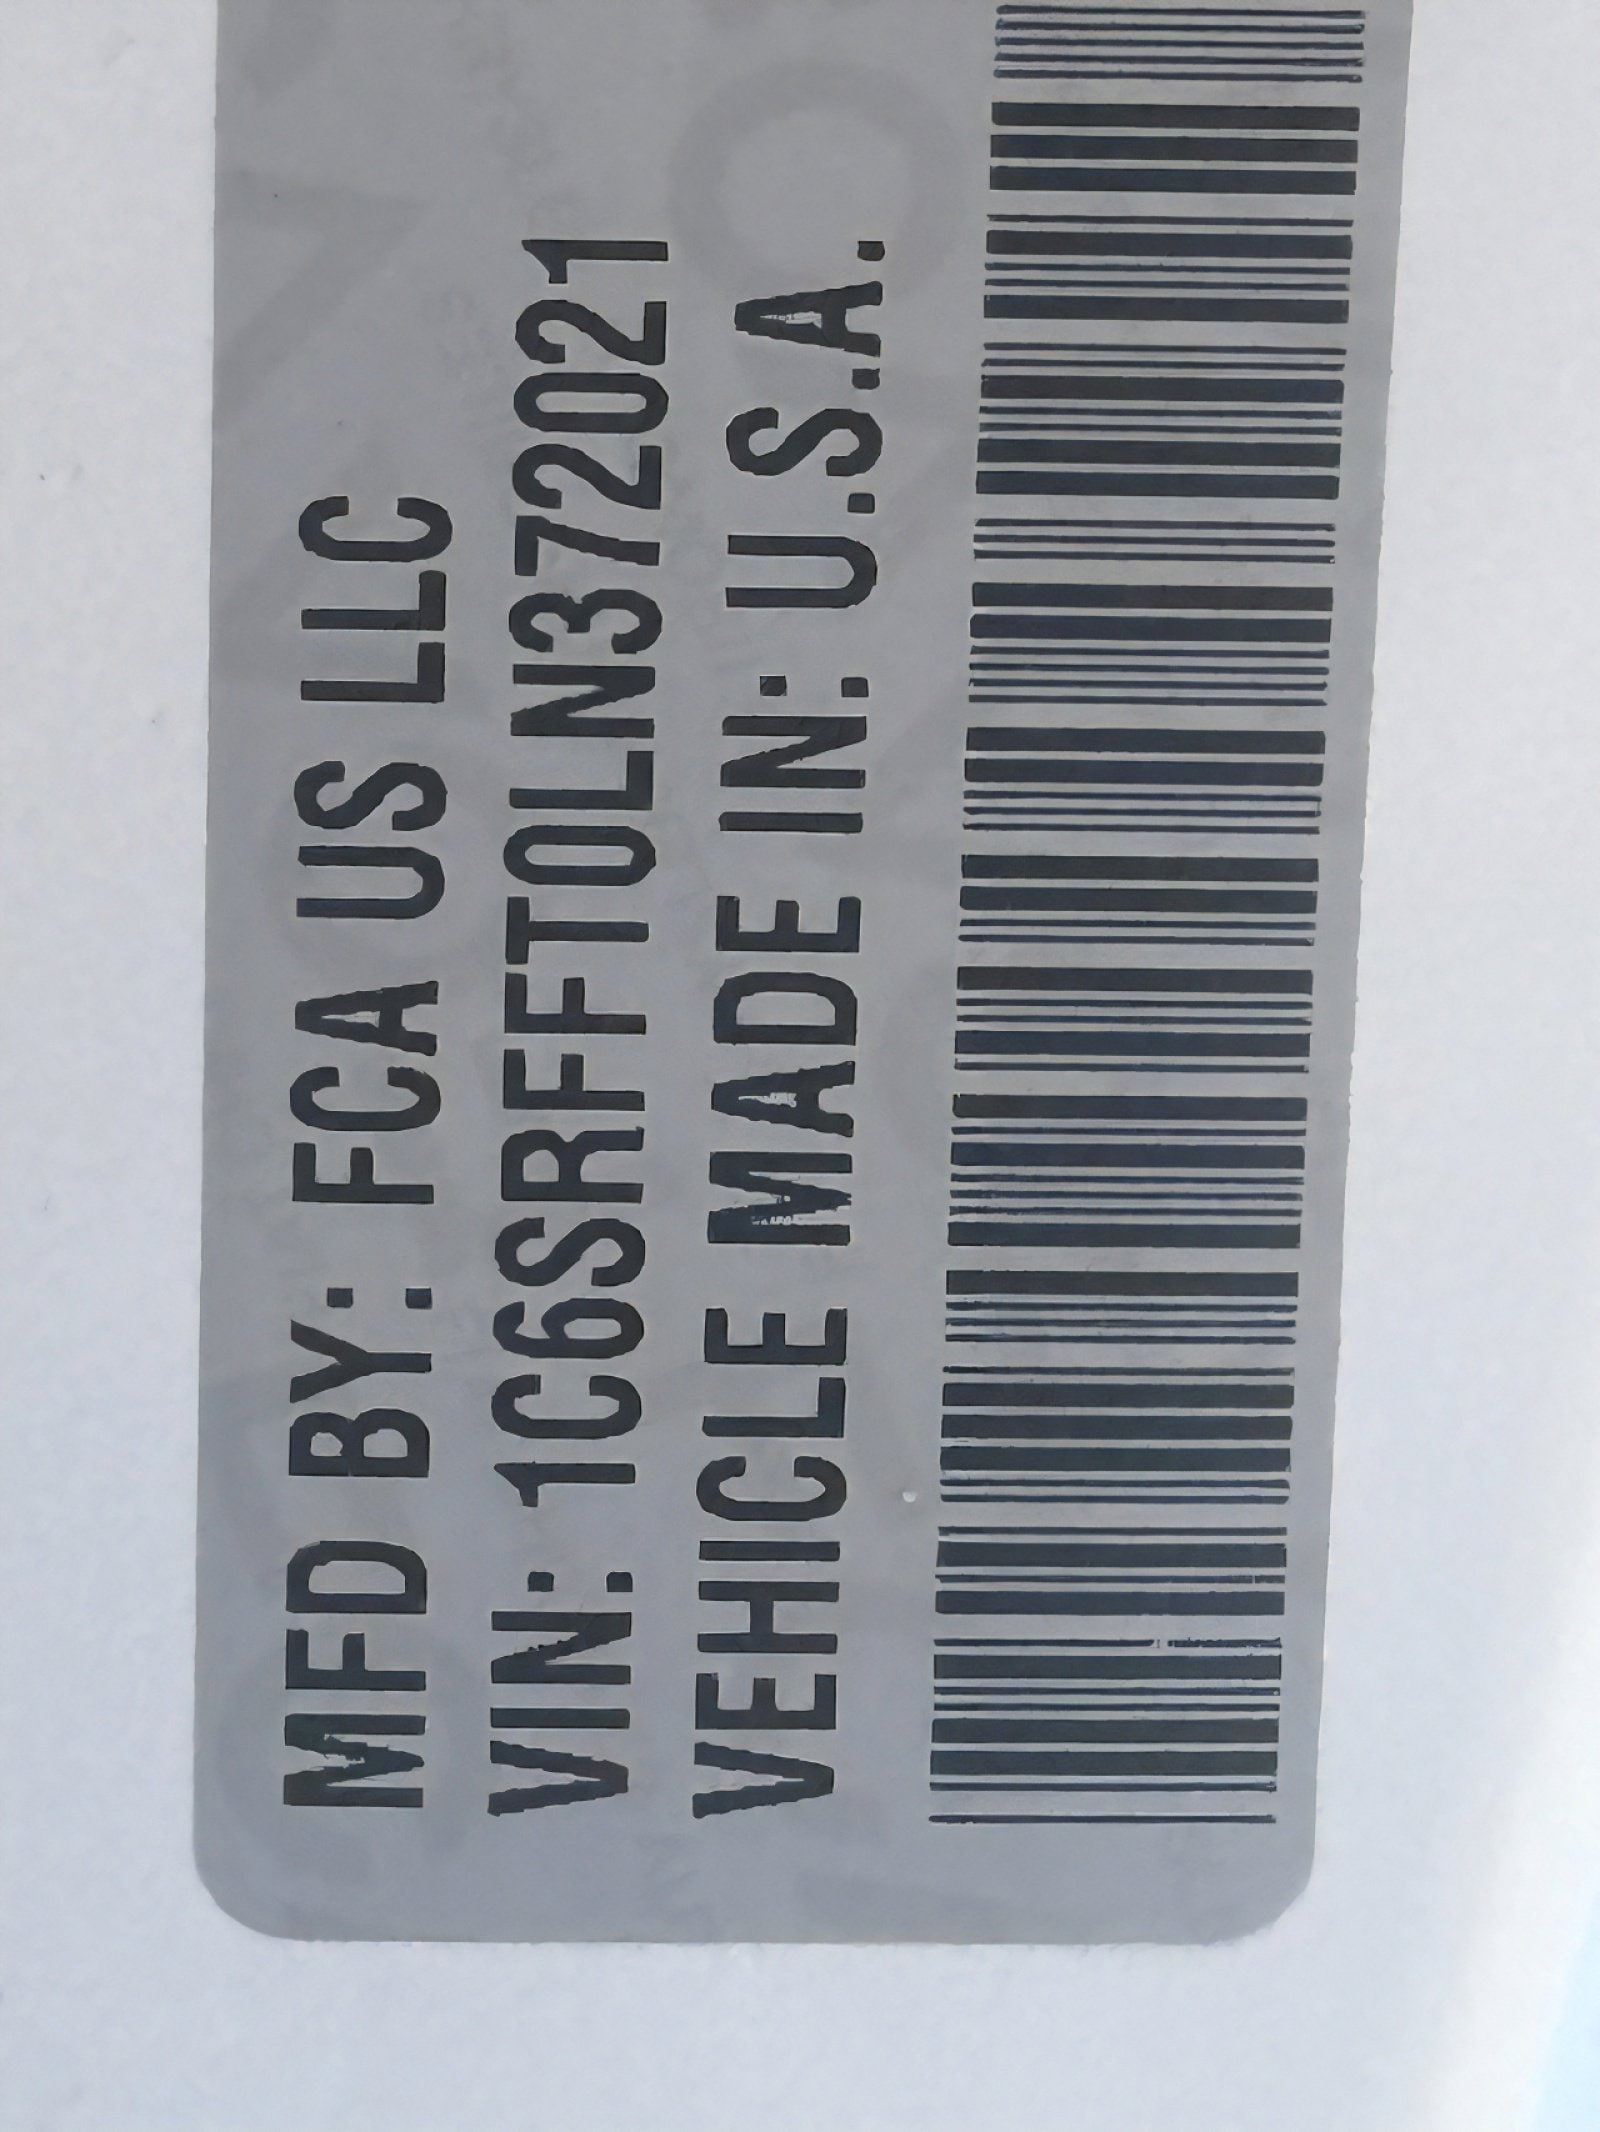 MFD BY: FCA US LLC
VIN: 1C6SRFFT0LN372021
VEHICLE MADE IN: U.S.A.